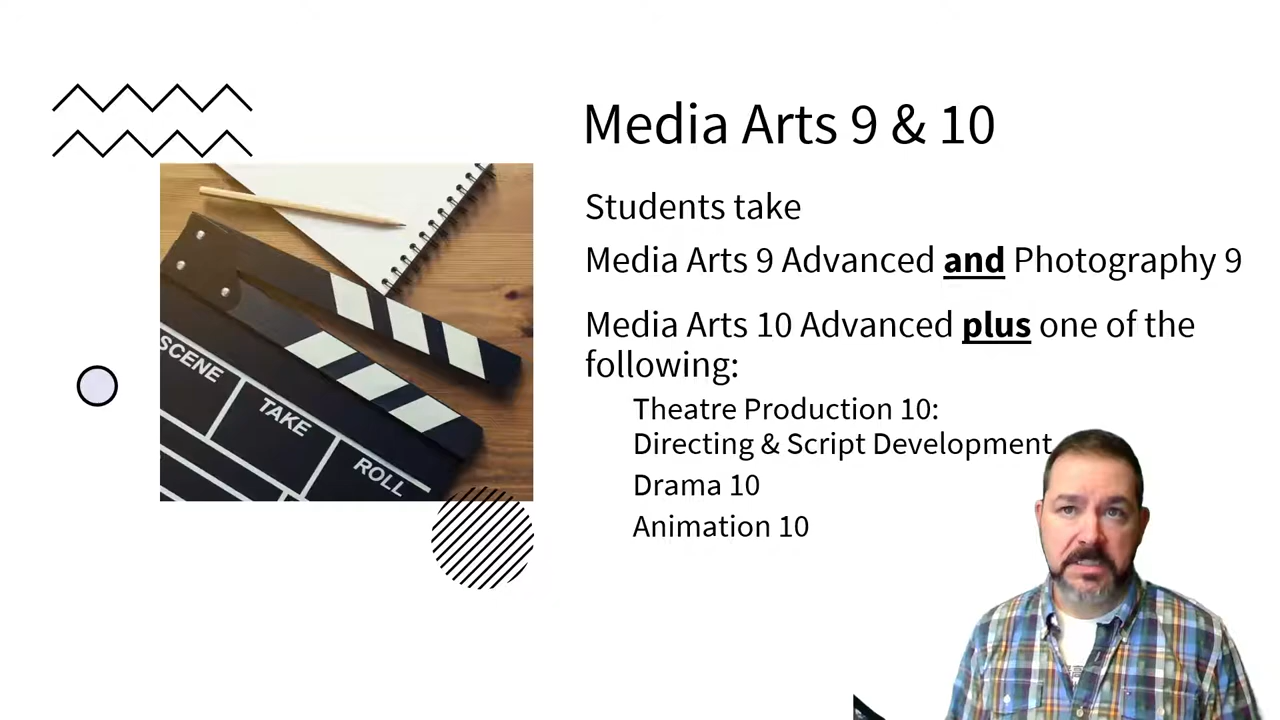 Media Arts 9 & 10
Students take
Media Arts 9 Advanced and Photography 9
Media Arts 10 Advanced plus one of the
following:
Theatre Production 10:
Directing & Script Development
Drama 10
Animation 10
SCENE
TAKE
ROLL